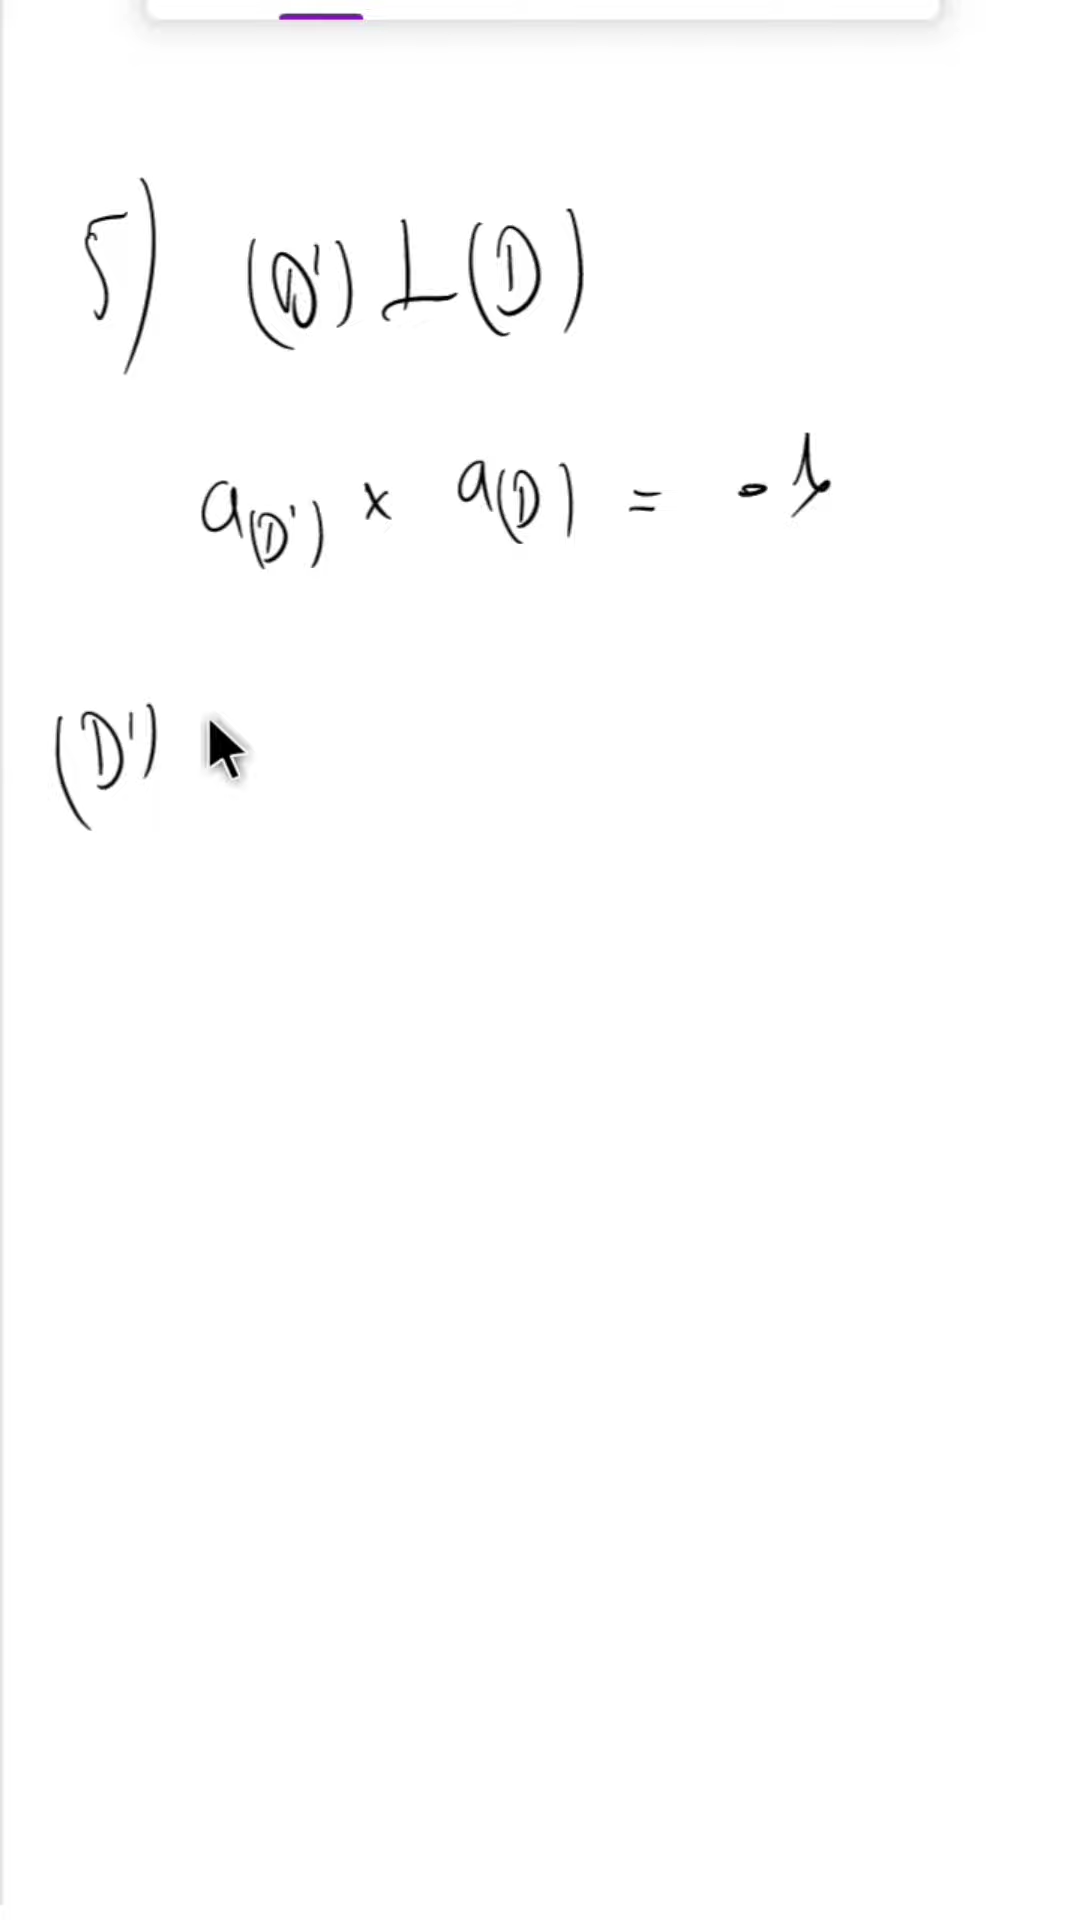 5) (D') ⊥ (D)
a(D') × a(D) = -1
(D')